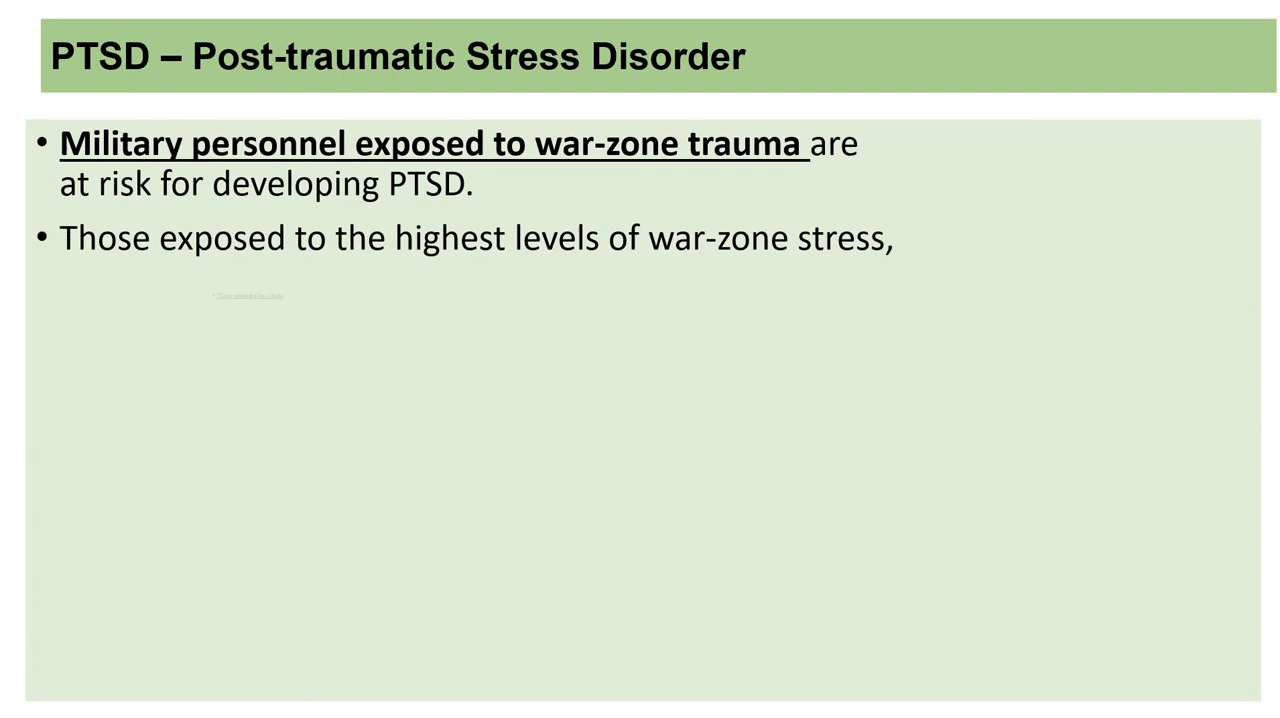 PTSD – Post-traumatic Stress Disorder
• Military personnel exposed to war-zone trauma are
at risk for developing PTSD.
• Those exposed to the highest levels of war-zone stress,